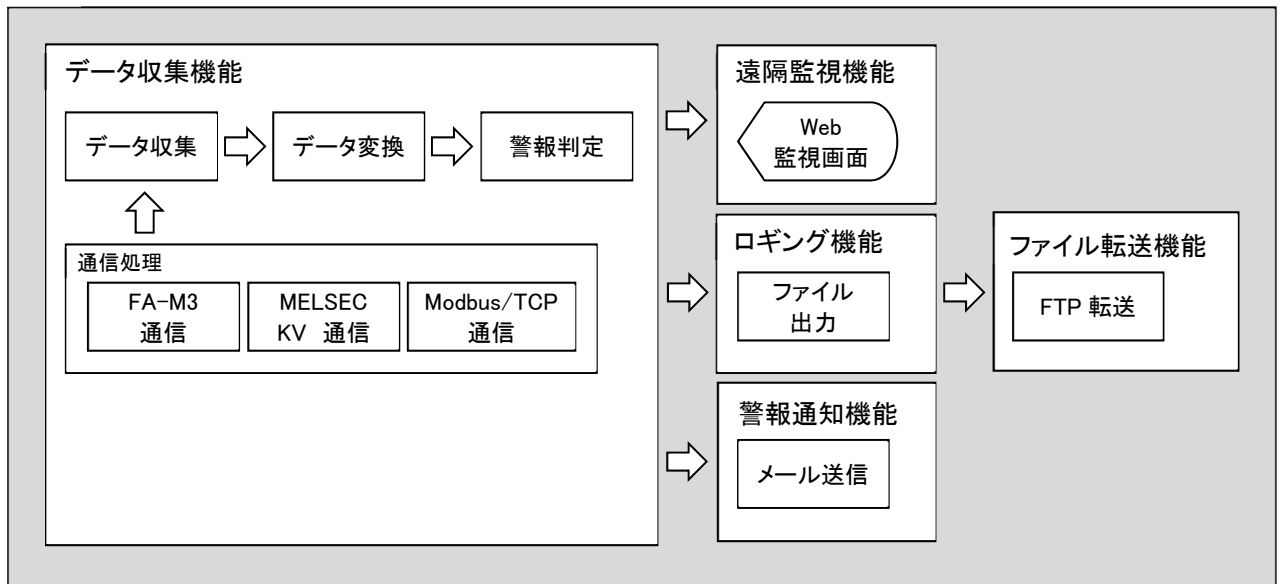 データ収集機能
データ収集
データ変換
警報判定
通信処理
FA-M3
通信
MELSEC
KV 通信
Modbus/TCP
通信
遠隔監視機能
Web
監視画面
ロギング機能
ファイル
出力
ファイル転送機能
FTP 転送
警報通知機能
メール送信